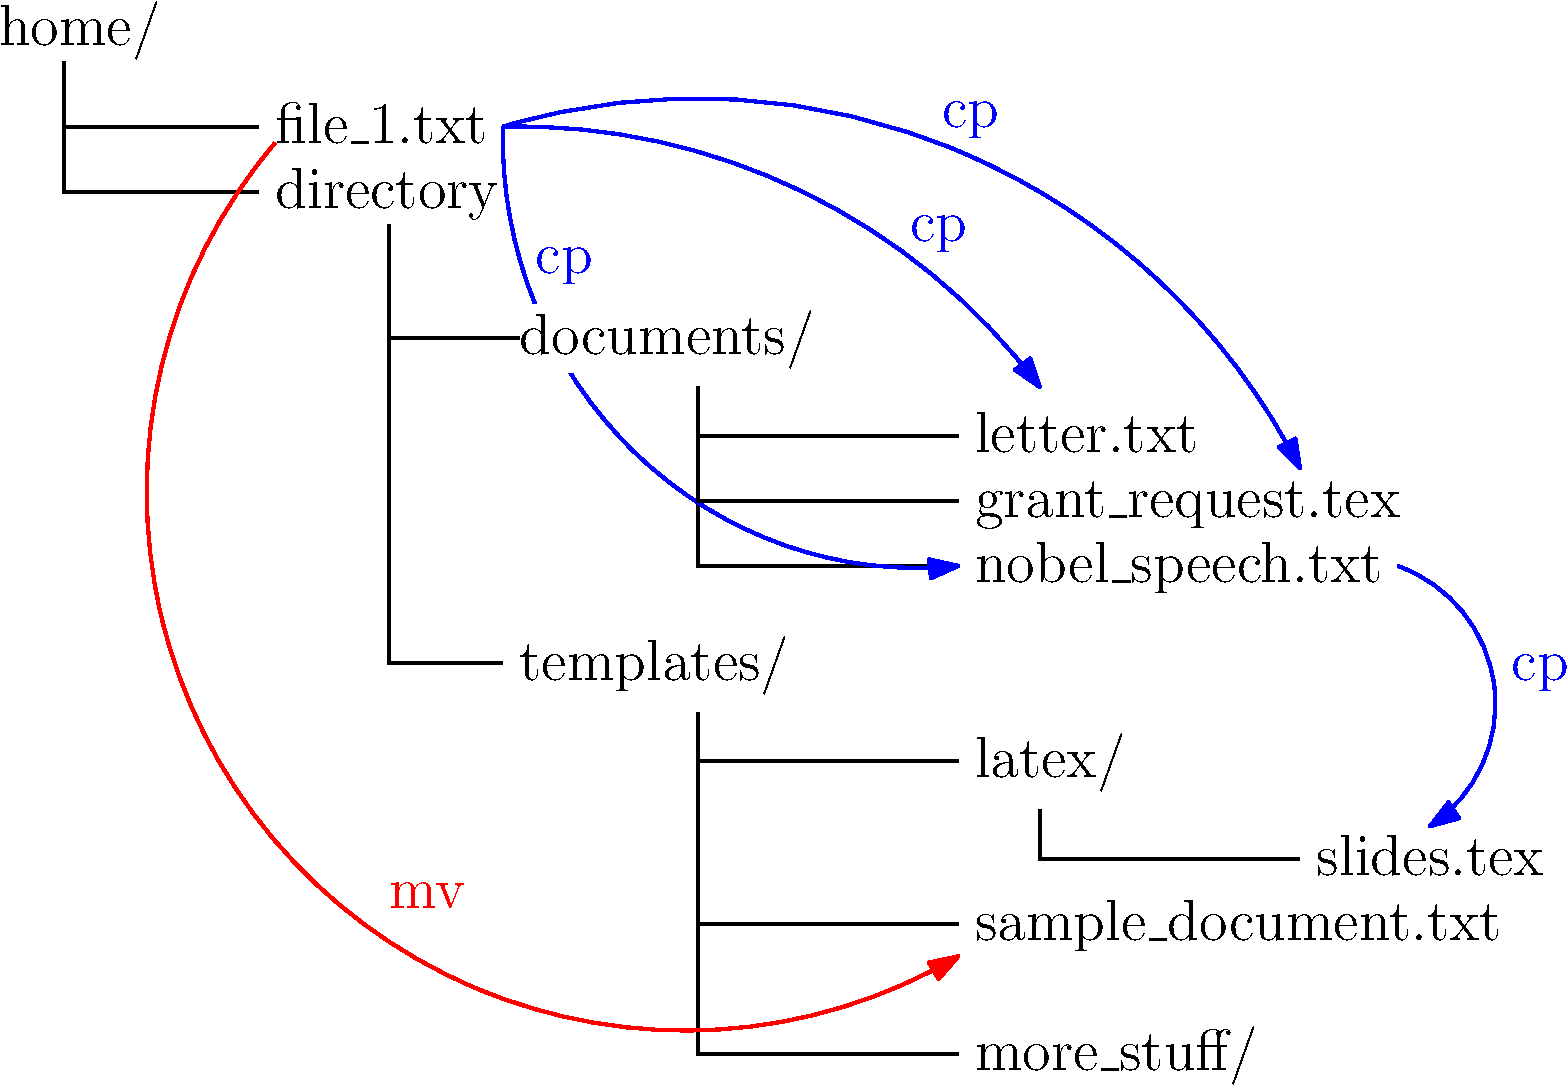 home/
file_1.txt
cp
directory
cp
cp
documents/
letter.txt
grant_request.tex
nobel_speech.txt
templates/
cp
latex/
slides.tex
mv
sample_document.txt
more_stuff/